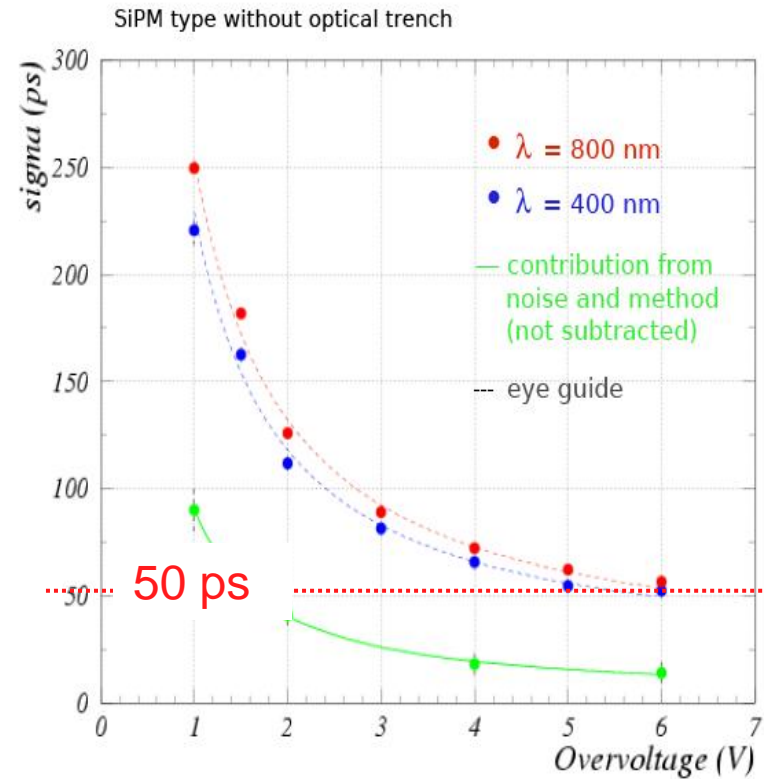 SiPM type without optical trench
sigma (ps)
300
250
200
150
100
50
0
λ = 800 nm
λ = 400 nm
contribution from
noise and method
(not subtracted)
--- eye guide
50 ps
0 1 2 3 4 5 6 7
Overvoltage (V)